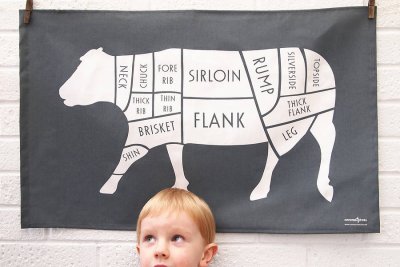 NECK
CHUCK
FORE
RIB
SIRLOIN
RUMP
SILVERSIDE
TOPSIDE
THICK
RIB
THIN
RIB
THICK
FLANK
BRISKET
FLANK
LEG
SHIN